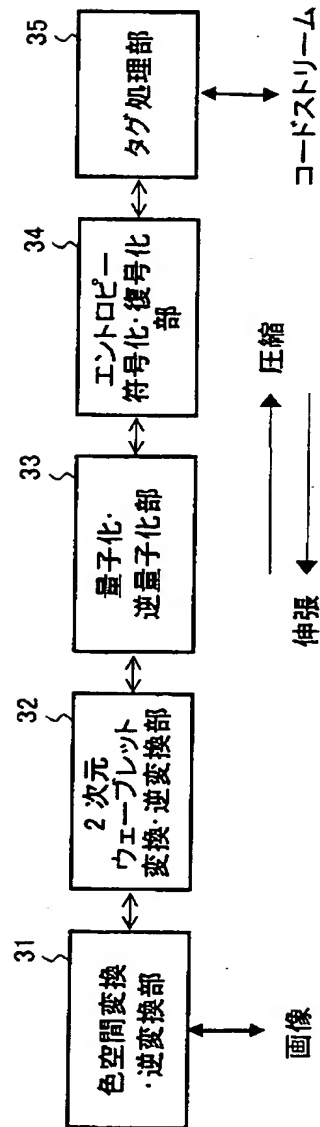 31
色空間変換
・逆変換部
画像
32
2 次元
ウェーブレット
変換・逆変換部
33
量子化・
逆量子化部
34
エントロピー
符号化・復号化
部
35
タグ処理部
コードストリーム
圧縮
伸張